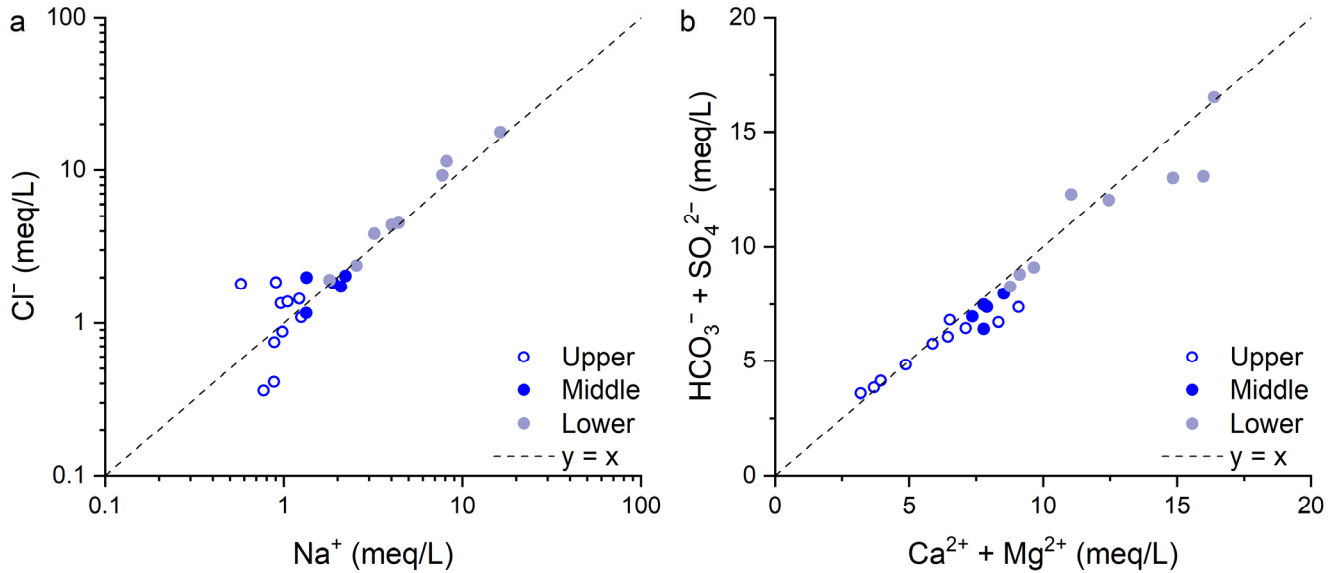 a
100
10
1
0.1
Cl⁻ (meq/L)
Upper
Middle
Lower
y = x
0.1 1 10 100
Na⁺ (meq/L)
b
20
15
10
5
0
HCO₃⁻ + SO₄²⁻ (meq/L)
Upper
Middle
Lower
y = x
0 5 10 15 20
Ca²⁺ + Mg²⁺ (meq/L)